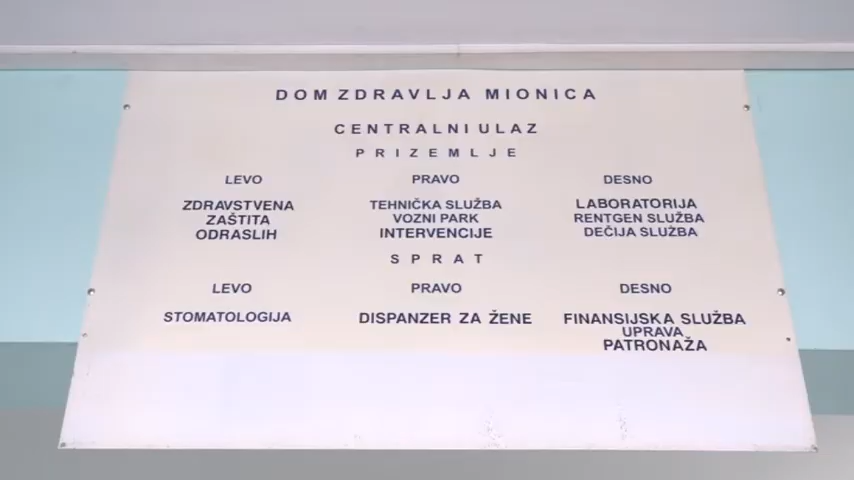 DOM ZDRAVLJA MIONICA
CENTRALNI ULAZ
PRIZEMLJE
LEVO PRAVO DESNO
ZDRAVSTVENA TEHNIČKA SLUŽBA LABORATORIJA
ZAŠTITA VOZNI PARK RENTGEN SLUŽBA
ODRASLIH INTERVENCIJE DEČIJA SLUŽBA
SPRAT
LEVO PRAVO DESNO
STOMATOLOGIJA DISPANZER ZA ŽENE FINANSIJSKA SLUŽBA
UPRAVA
PATRONAŽA